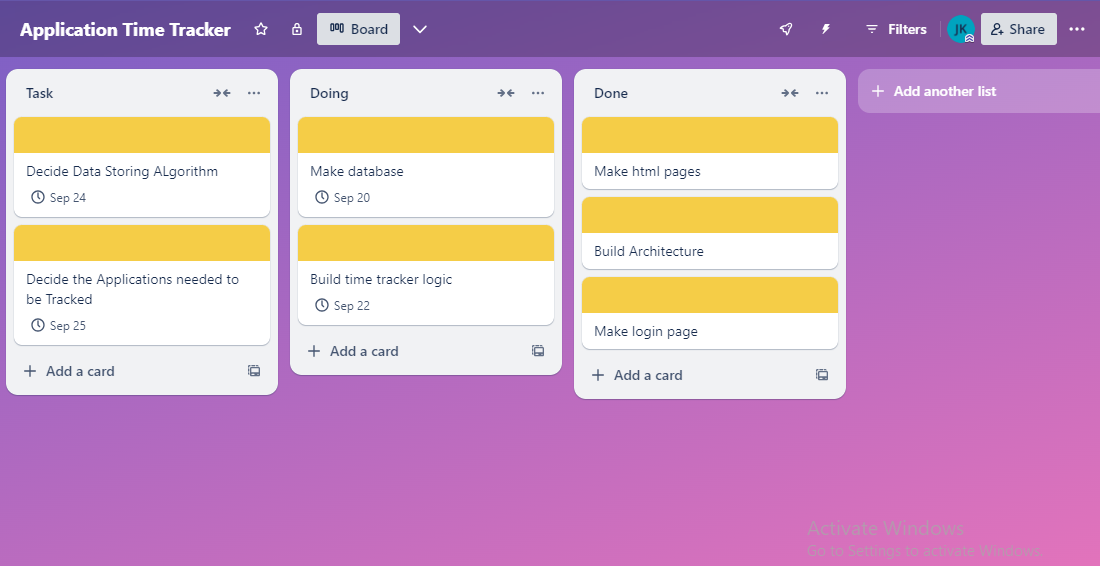 Application Time Tracker
Board
Filters
JK
Share
Task
Decide Data Storing ALgorithm
Sep 24
Decide the Applications needed to
be Tracked
Sep 25
Add a card
Doing
Make database
Sep 20
Build time tracker logic
Sep 22
Add a card
Done
Make html pages
Build Architecture
Make login page
Add a card
Add another list
Activate Windows
Go to Settings to activate Windows.